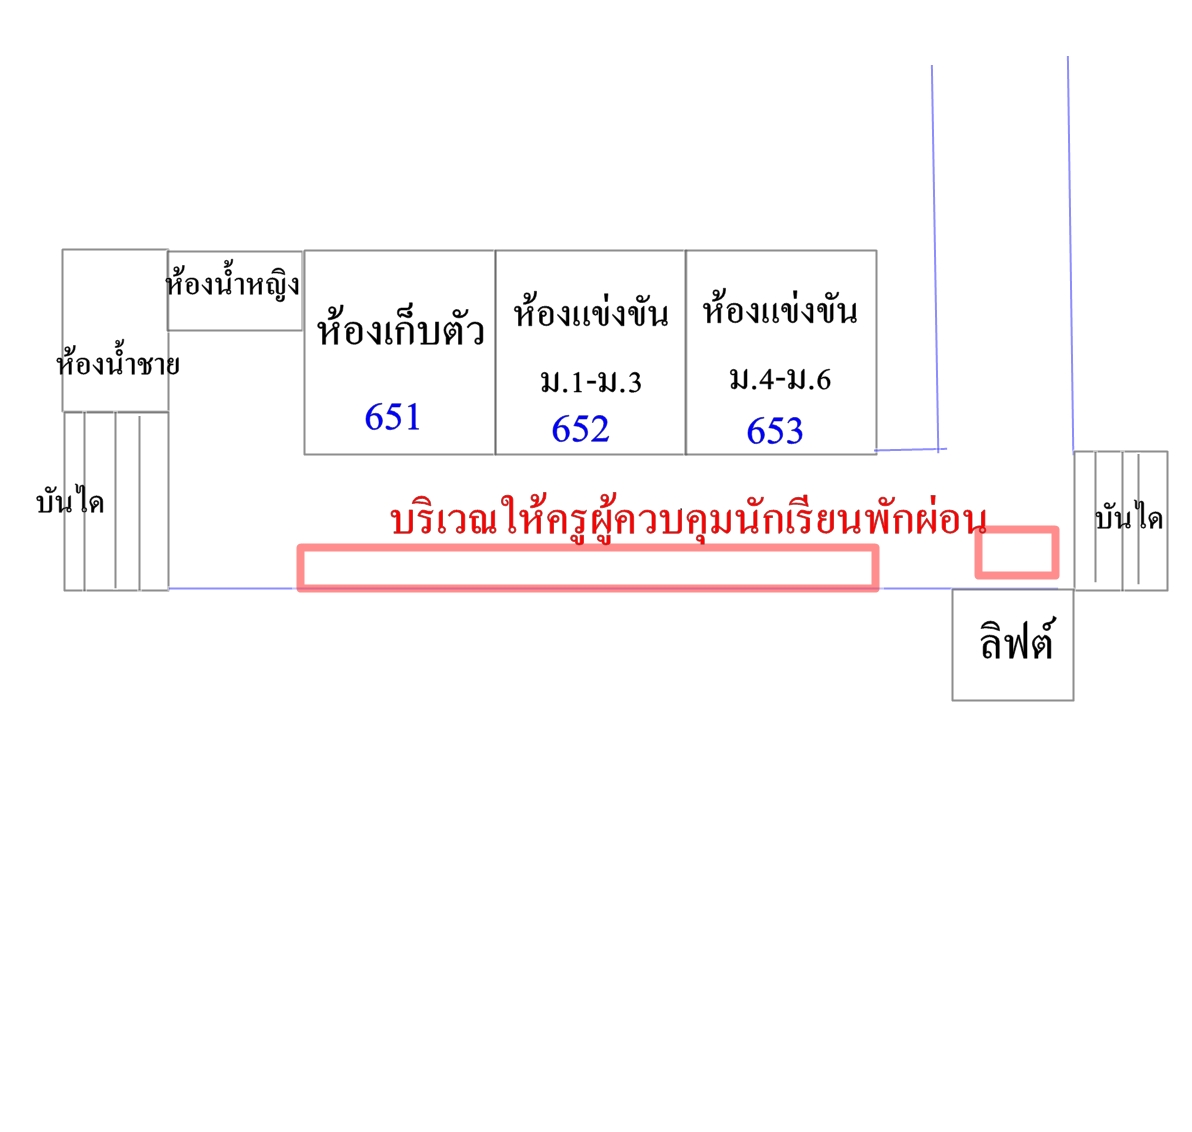 ห้องน้ำหญิง
ห้องน้ำชาย
ห้องเก็บตัว
651
ห้องแข่งขัน
ม.1-ม.3
652
ห้องแข่งขัน
ม.4-ม.6
653
บันได
บริเวณให้ครูผู้ควบคุมนักเรียนพักผ่อน
บันได
ลิฟต์